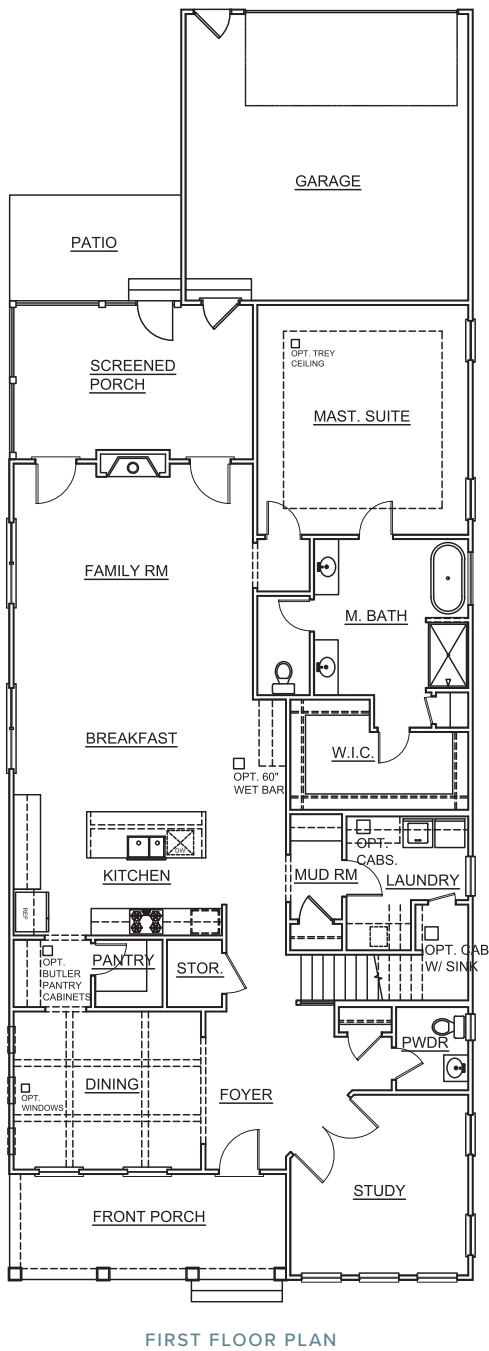 GARAGE
PATIO
SCREENED
PORCH
OPT. TREY
CEILING
MAST. SUITE
FAMILY RM
M. BATH
BREAKFAST
W.I.C.
OPT. 60"
WET BAR
OPT.
CABS.
DW
KITCHEN
MUD RM
LAUNDRY
REF
OPT. CAB
W/ SINK
OPT.
BUTLER
PANTRY
CABINETS
PANTRY
STOR.
PWDR
DINING
OPT.
WINDOWS
FOYER
STUDY
FRONT PORCH
FIRST FLOOR PLAN